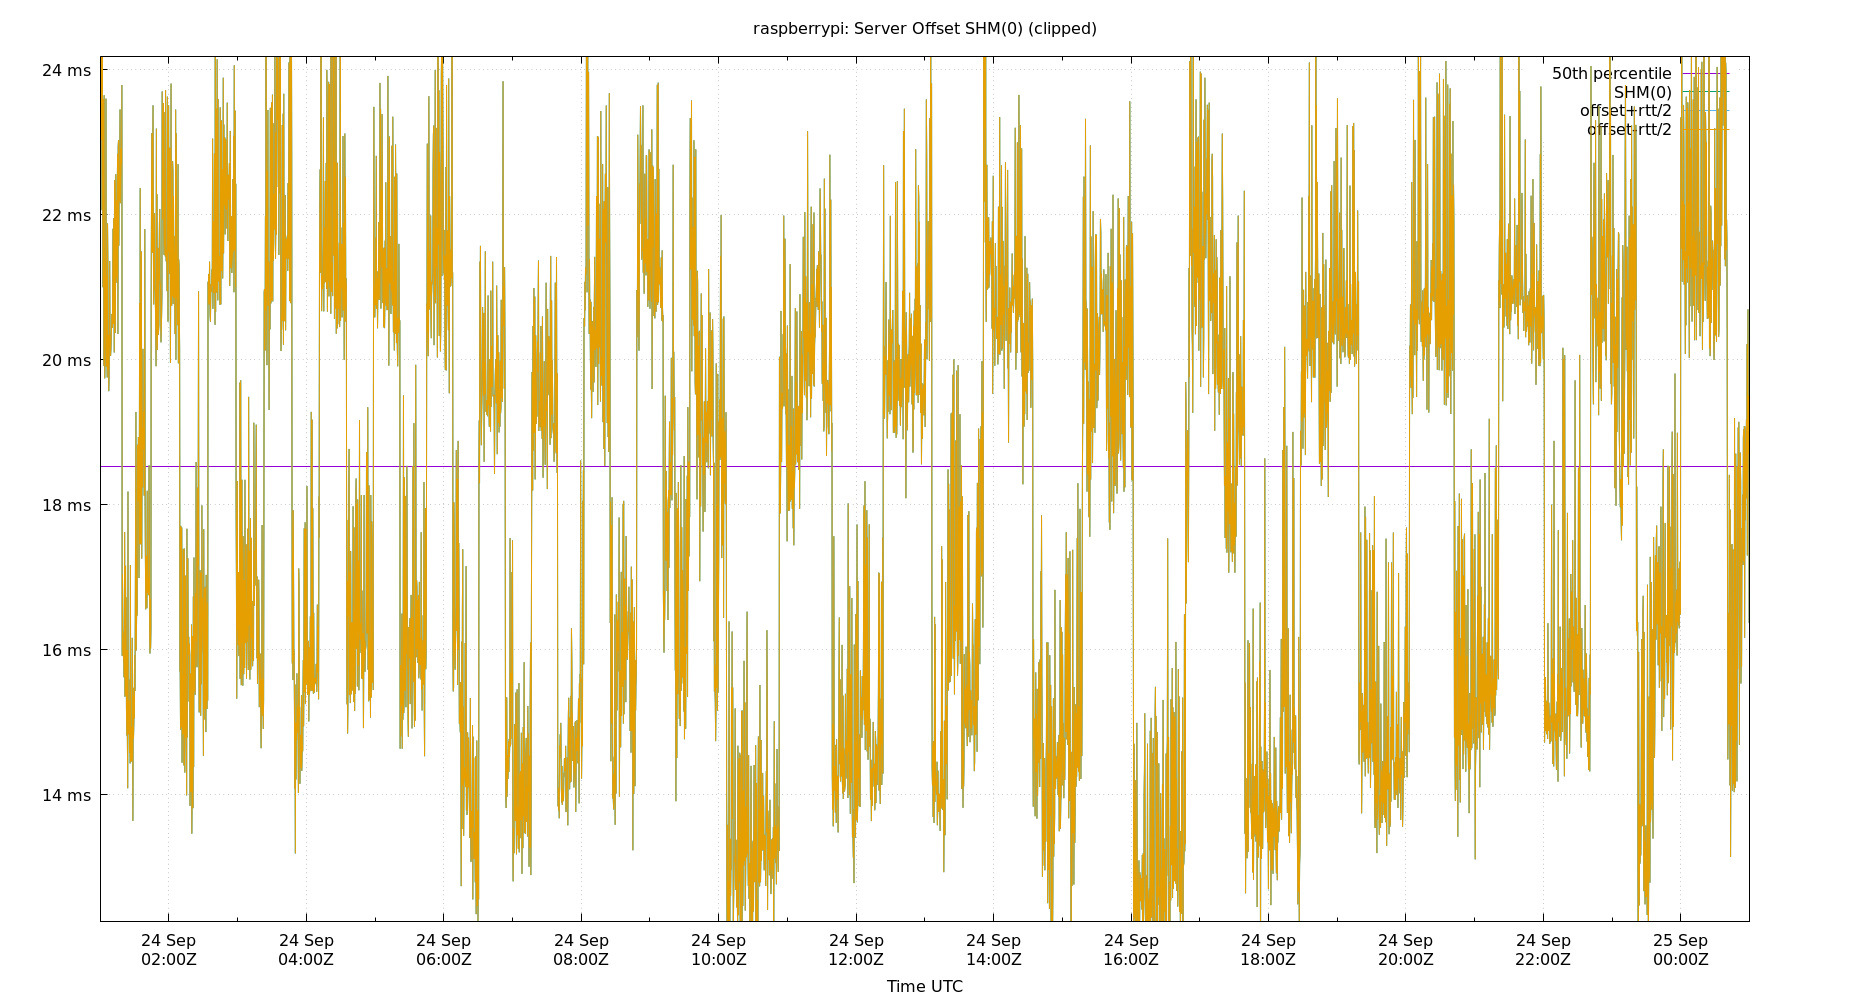 raspberrypi: Server Offset SHM(0) (clipped)
24 ms
22 ms
20 ms
18 ms
16 ms
14 ms
50th percentile
SHM(0)
offset+rtt/2
offset-rtt/2
24 Sep 24 Sep 24 Sep 24 Sep 24 Sep 24 Sep 24 Sep 24 Sep 24 Sep 24 Sep 24 Sep 25 Sep
02:00Z 04:00Z 06:00Z 08:00Z 10:00Z 12:00Z 14:00Z 16:00Z 18:00Z 20:00Z 22:00Z 00:00Z
Time UTC